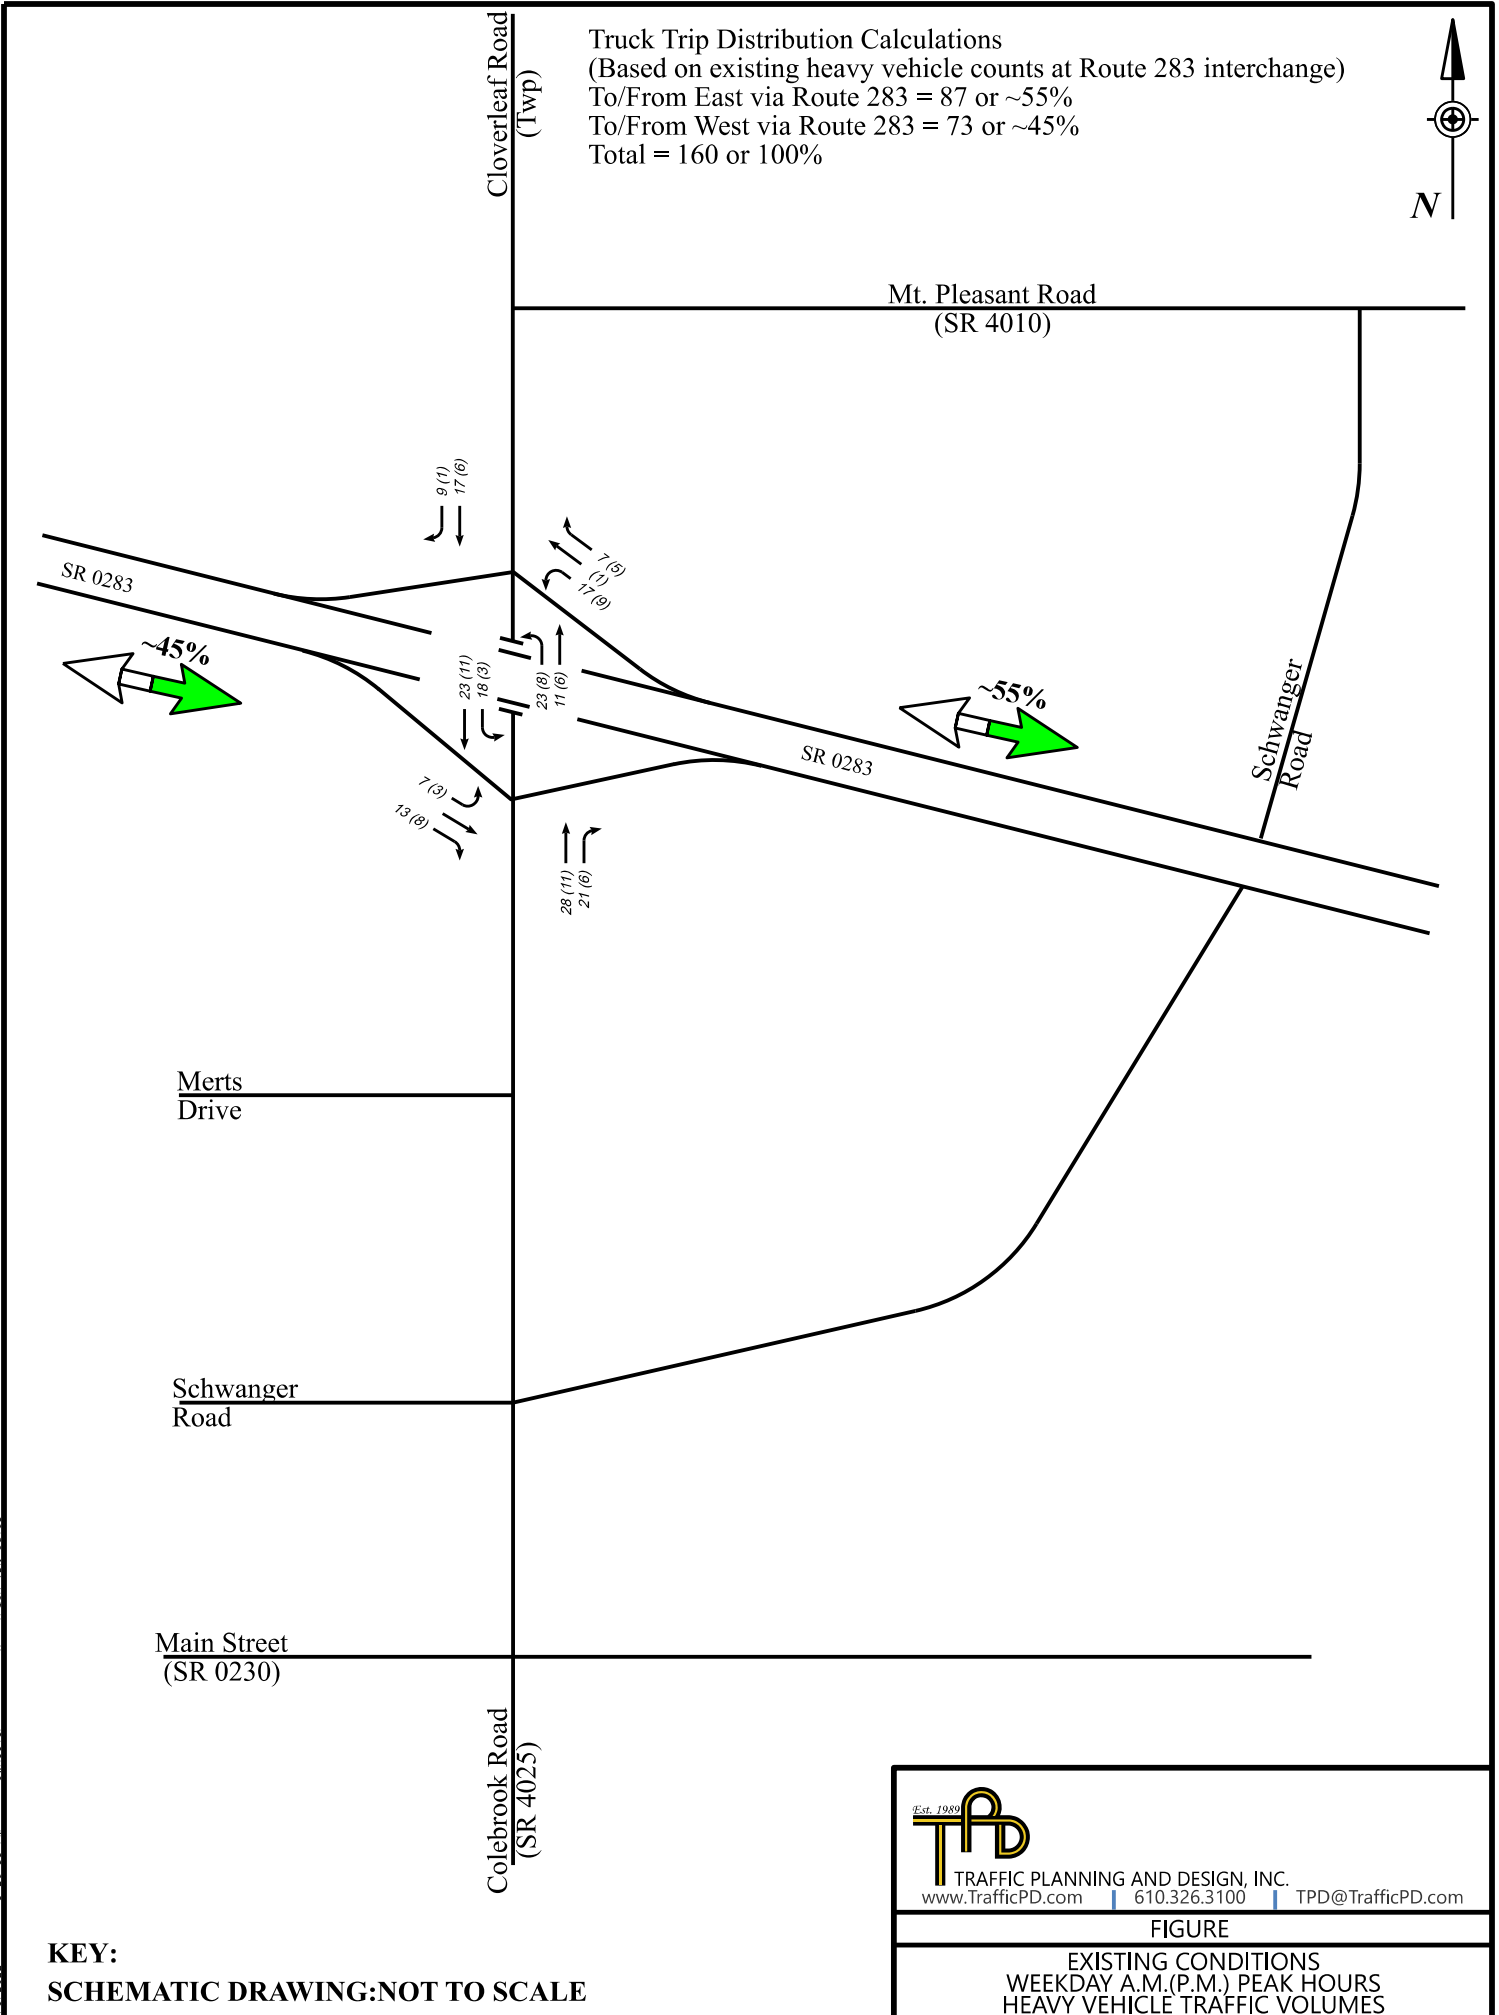 Cloverleaf Road
(Twp)
Truck Trip Distribution Calculations
(Based on existing heavy vehicle counts at Route 283 interchange)
To/From East via Route 283 = 87 or ~55%
To/From West via Route 283 = 73 or ~45%
Total = 160 or 100%
N
Mt. Pleasant Road
(SR 4010)
9 (1)
17 (6)
7 (5)
(1)
17 (9)
SR 0283
~45%
23 (11)
18 (3)
23 (8)
11 (6)
~55%
SR 0283
Schwanger
Road
7 (3)
13 (8)
28 (11)
21 (6)
Merts
Drive
Schwanger
Road
Main Street
(SR 0230)
Colebrook Road
(SR 4025)
Est. 1989
TPD
TRAFFIC PLANNING AND DESIGN, INC.
www.TrafficPD.com | 610.326.3100 | TPD@TrafficPD.com
FIGURE
EXISTING CONDITIONS
WEEKDAY A.M.(P.M.) PEAK HOURS
HEAVY VEHICLE TRAFFIC VOLUMES
KEY:
SCHEMATIC DRAWING:NOT TO SCALE